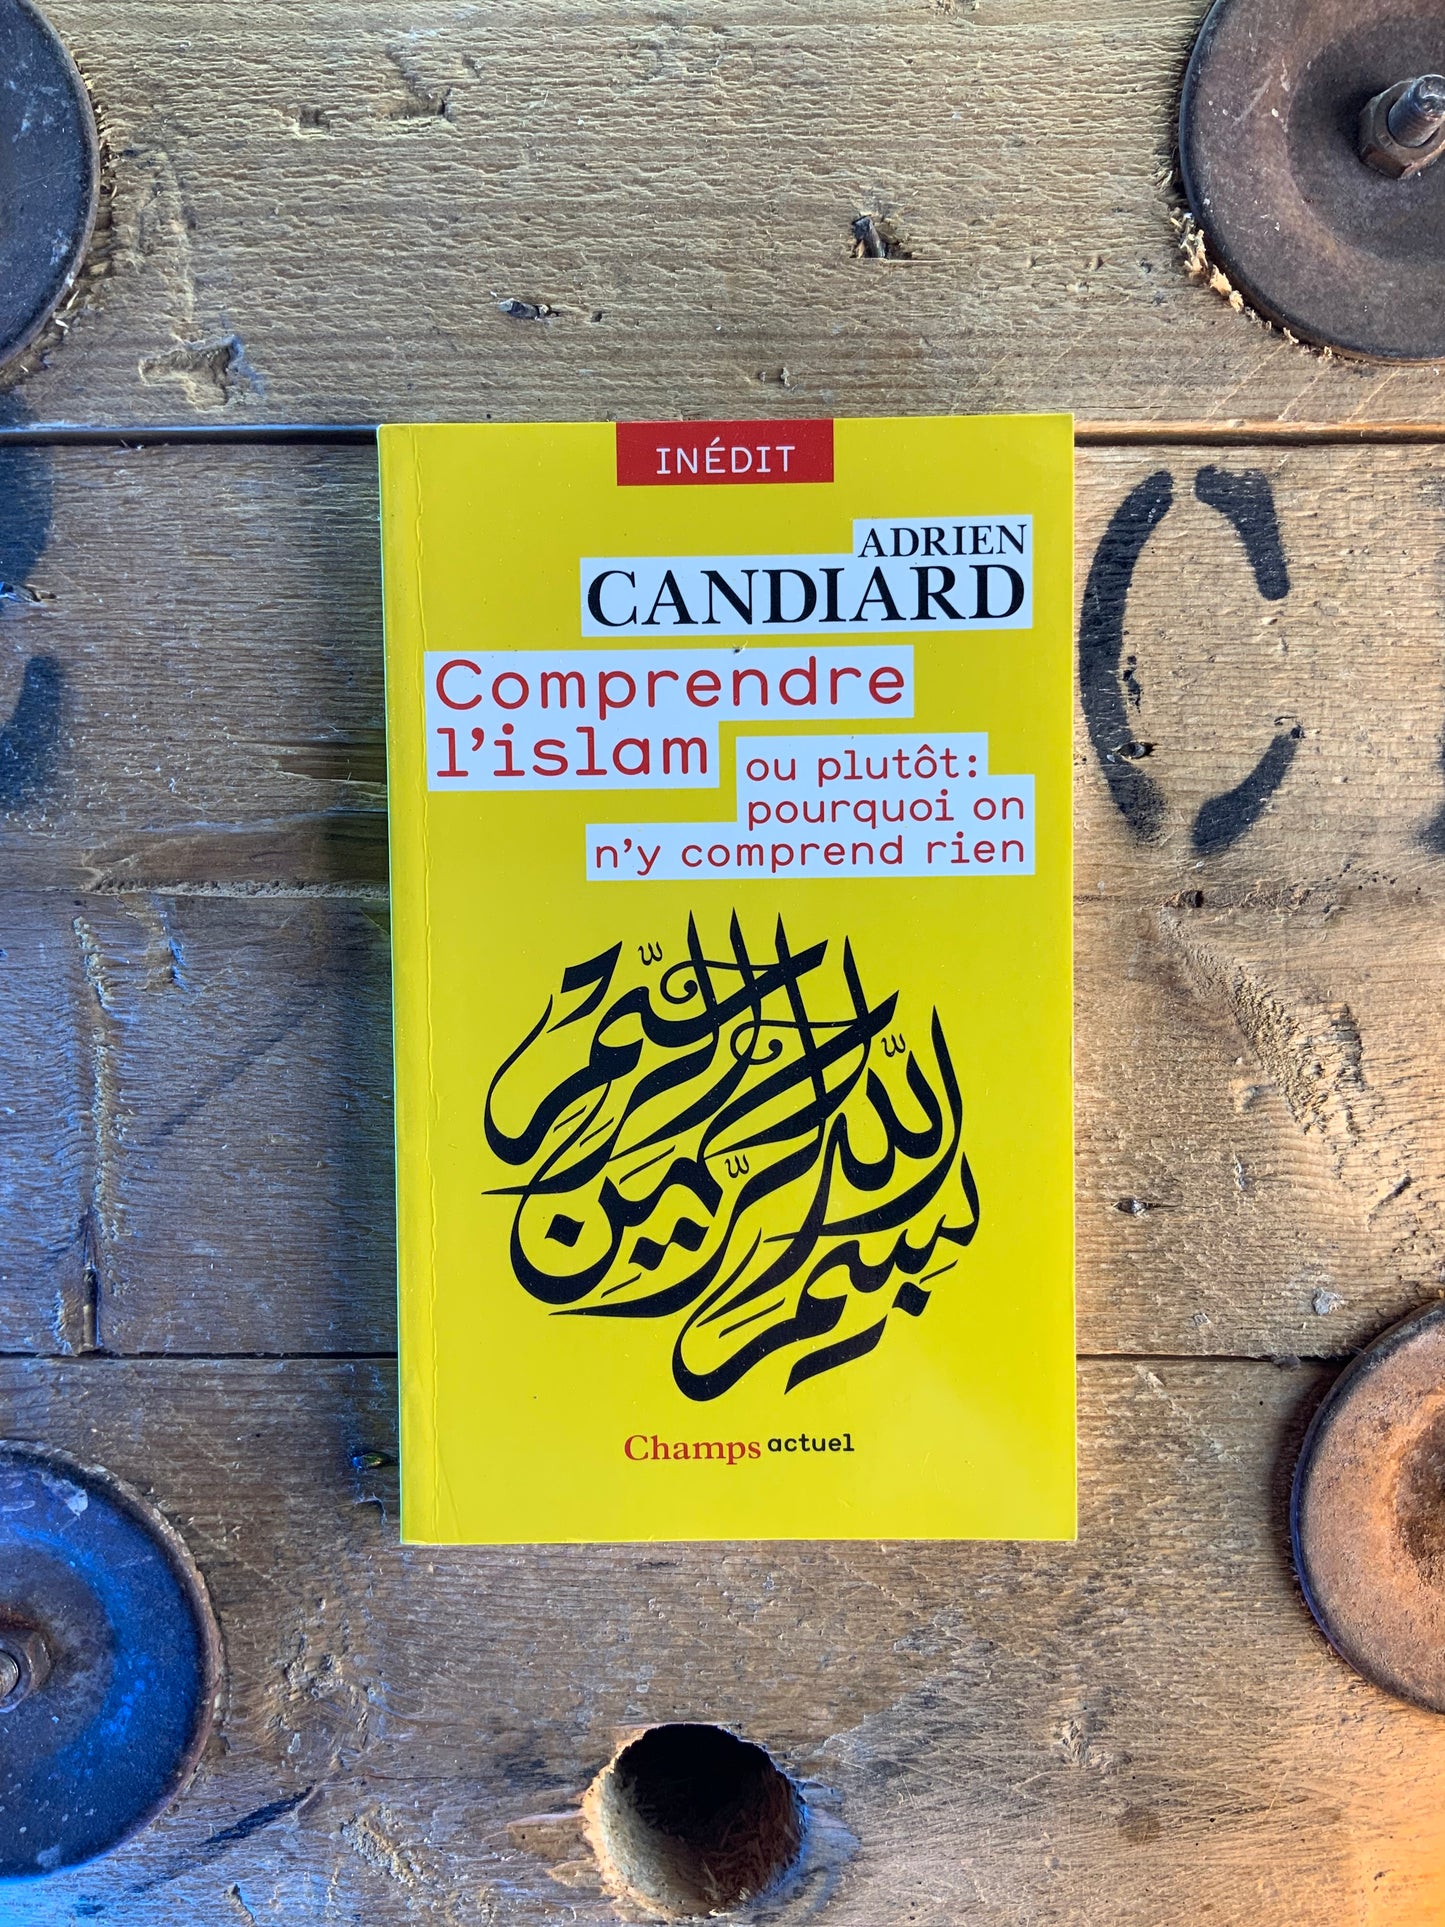 INÉDIT
ADRIEN
CANDIARD
Comprendre
l'islam
ou plutôt:
pourquoi on
n'y comprend rien
بسم الله الرحمن الرحيم
Champs actuel
C